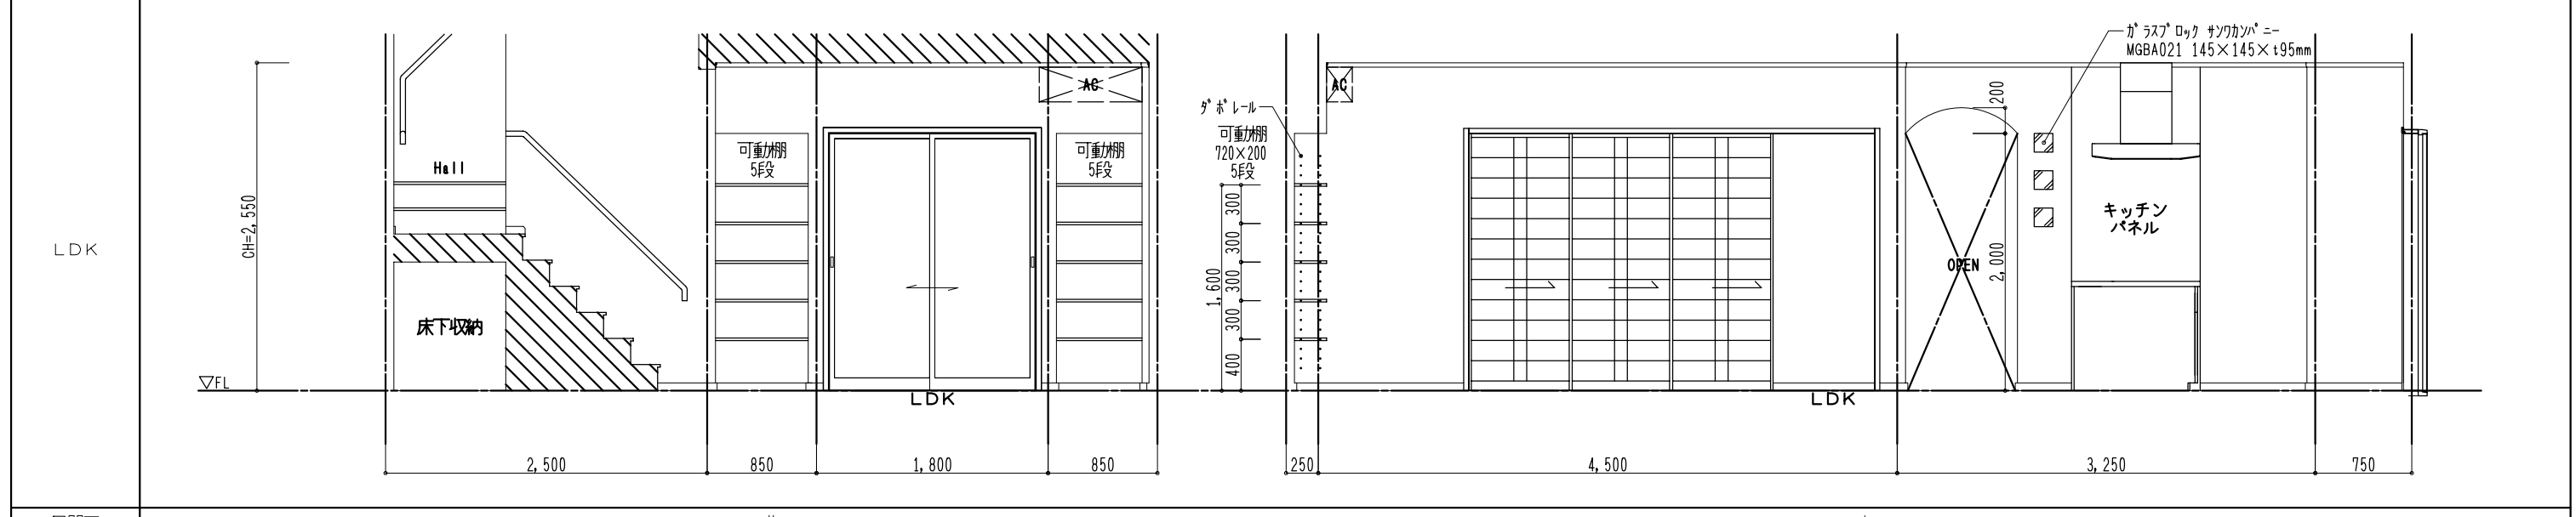 LDK
CH=2,550
▽FL
Hall
床下収納
可動棚
5段
AC
可動棚
5段
LDK
2,500
850
1,800
850
ダボレール
可動棚
720×200
5段
1,600
300
300
300
300
400
AC
ガラスブロック サンワカンパニー
MGBA021 145×145×t95mm
200
2,000
OPEN
キッチン
パネル
LDK
250
4,500
3,250
750